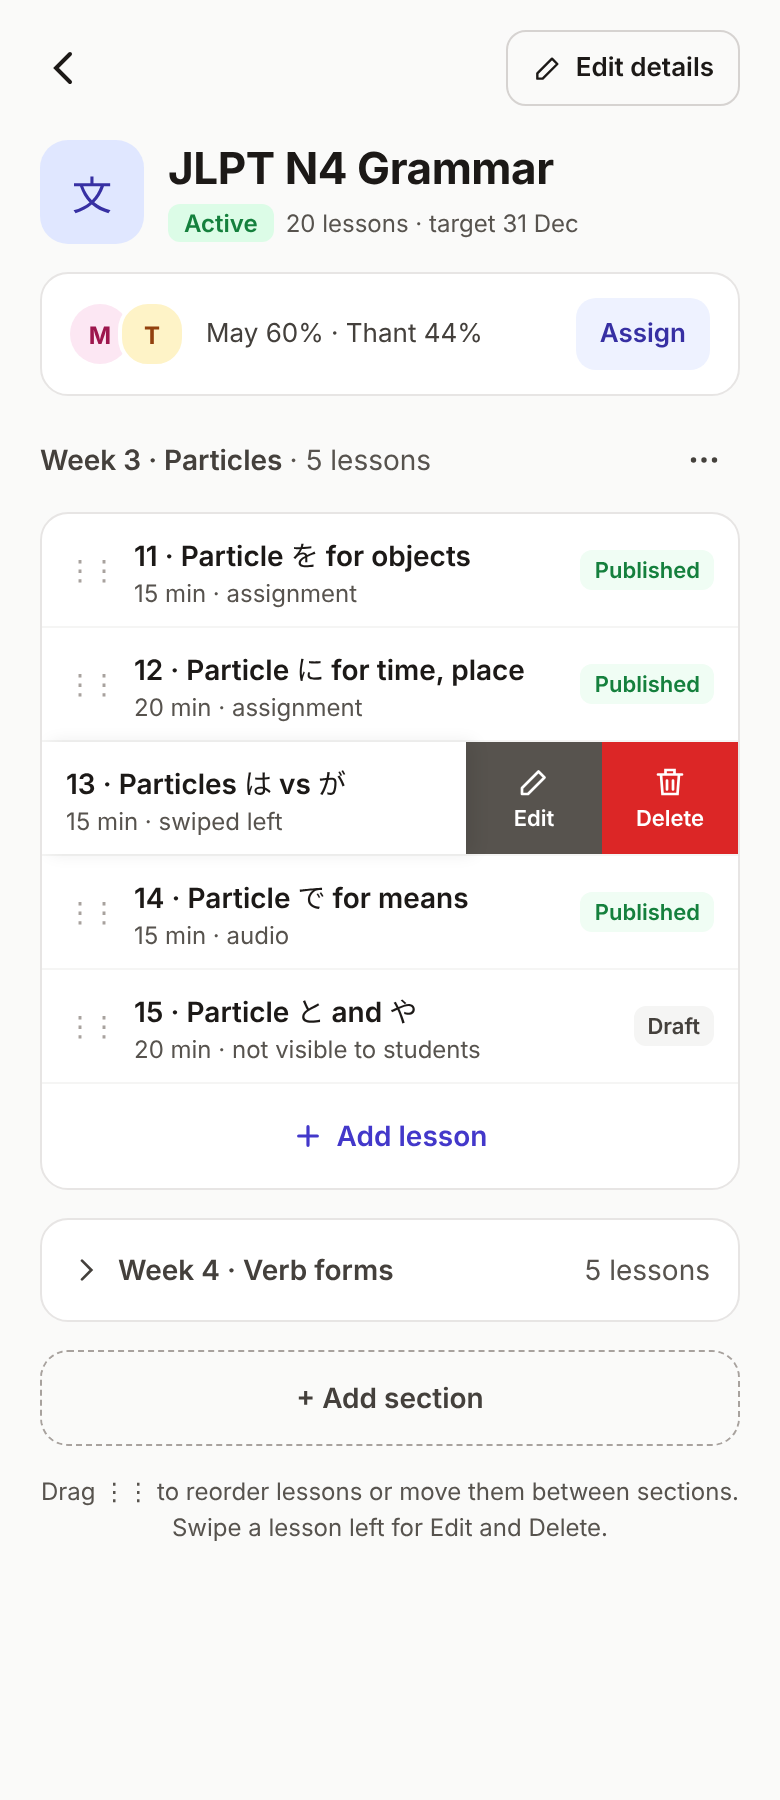 Edit details
文
JLPT N4 Grammar
Active 20 lessons · target 31 Dec
M T May 60% · Thant 44% Assign
Week 3 · Particles · 5 lessons
11 · Particle を for objects
15 min · assignment
Published
12 · Particle に for time, place
20 min · assignment
Published
13 · Particles は vs が
15 min · swiped left
Edit
Delete
14 · Particle で for means
15 min · audio
Published
15 · Particle と and や
20 min · not visible to students
Draft
+ Add lesson
Week 4 · Verb forms 5 lessons
+ Add section
Drag ⋮⋮ to reorder lessons or move them between sections.
Swipe a lesson left for Edit and Delete.